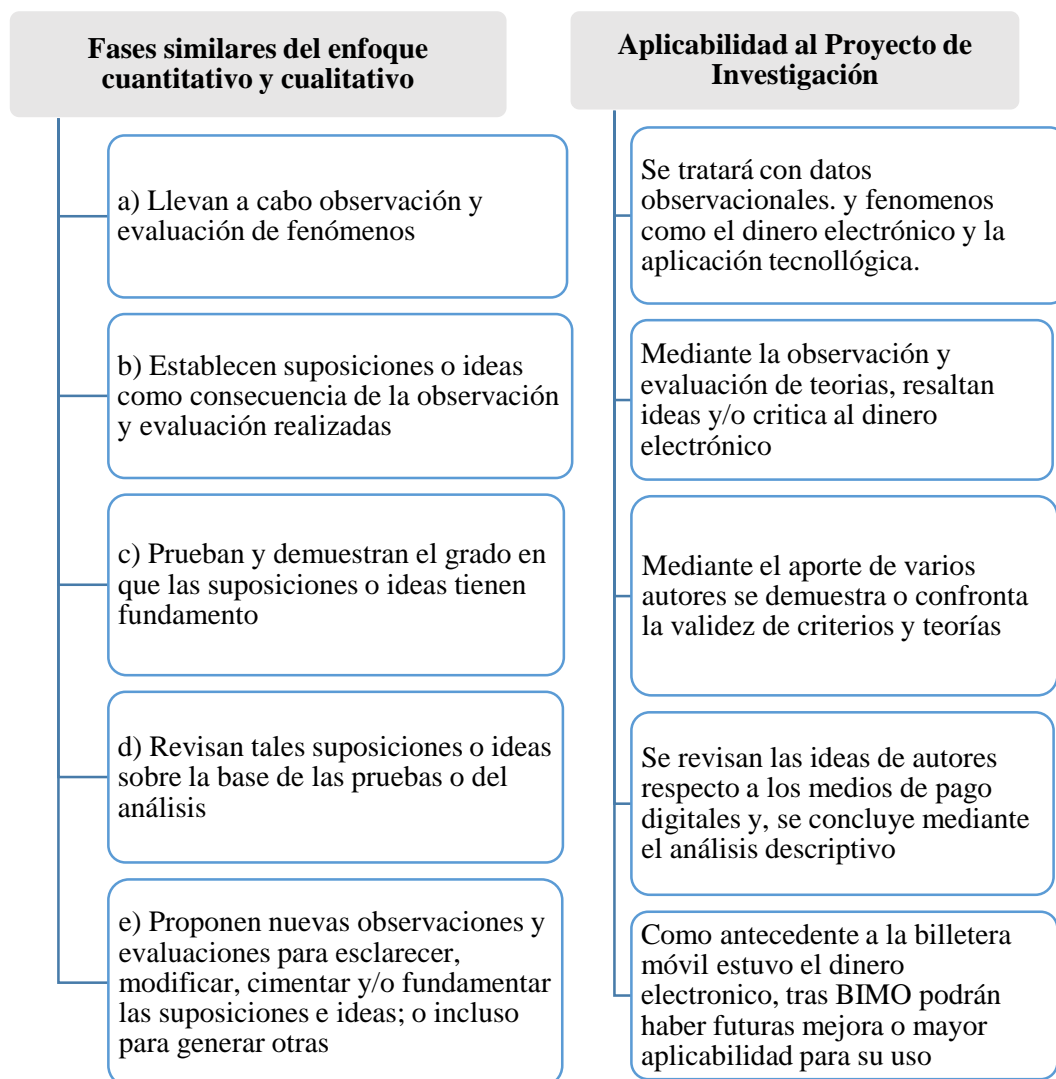 Fases similares del enfoque
cuantitativo y cualitativo
a) Llevan a cabo observación y
evaluación de fenómenos
b) Establecen suposiciones o ideas
como consecuencia de la observación
y evaluación realizadas
c) Prueban y demuestran el grado en
que las suposiciones o ideas tienen
fundamento
d) Revisan tales suposiciones o ideas
sobre la base de las pruebas o del
análisis
e) Proponen nuevas observaciones y
evaluaciones para esclarecer,
modificar, cimentar y/o fundamentar
las suposiciones e ideas; o incluso
para generar otras
Aplicabilidad al Proyecto de
Investigación
Se tratará con datos
observacionales. y fenomenos
como el dinero electrónico y la
aplicación tecnollógica.
Mediante la observación y
evaluación de teorias, resaltan
ideas y/o critica al dinero
electrónico
Mediante el aporte de varios
autores se demuestra o confronta
la validez de criterios y teorías
Se revisan las ideas de autores
respecto a los medios de pago
digitales y, se concluye mediante
el análisis descriptivo
Como antecedente a la billetera
móvil estuvo el dinero
electronico, tras BIMO podrán
haber futuras mejora o mayor
aplicabilidad para su uso